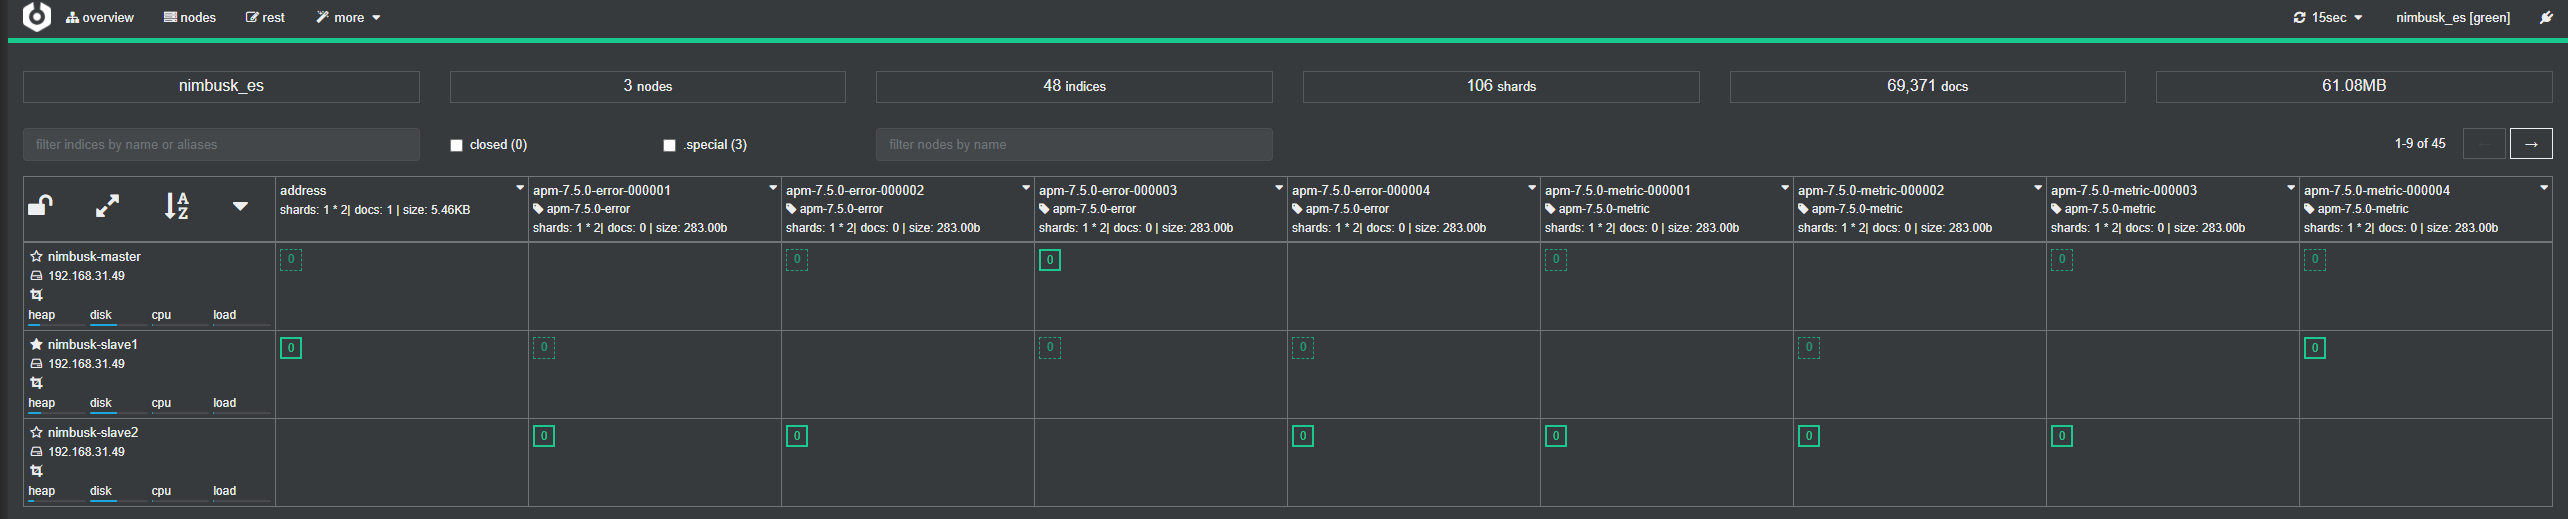 overview nodes rest more 15sec nimbusk_es [green]
nimbusk_es 3 nodes 48 indices 106 shards 69,371 docs 61.08MB
filter indices by name or aliases closed (0) .special (3) filter nodes by name 1-9 of 45 ← →
A
Z
address
shards: 1 * 2| docs: 1 | size: 5.46KB
apm-7.5.0-error-000001
apm-7.5.0-error
shards: 1 * 2| docs: 0 | size: 283.00b
apm-7.5.0-error-000002
apm-7.5.0-error
shards: 1 * 2| docs: 0 | size: 283.00b
apm-7.5.0-error-000003
apm-7.5.0-error
shards: 1 * 2| docs: 0 | size: 283.00b
apm-7.5.0-error-000004
apm-7.5.0-error
shards: 1 * 2| docs: 0 | size: 283.00b
apm-7.5.0-metric-000001
apm-7.5.0-metric
shards: 1 * 2| docs: 0 | size: 283.00b
apm-7.5.0-metric-000002
apm-7.5.0-metric
shards: 1 * 2| docs: 0 | size: 283.00b
apm-7.5.0-metric-000003
apm-7.5.0-metric
shards: 1 * 2| docs: 0 | size: 283.00b
apm-7.5.0-metric-000004
apm-7.5.0-metric
shards: 1 * 2| docs: 0 | size: 283.00b
nimbusk-master
192.168.31.49
heap disk cpu load
0 0 0 0 0 0
nimbusk-slave1
192.168.31.49
heap disk cpu load
0 0 0 0 0 0
nimbusk-slave2
192.168.31.49
heap disk cpu load
0 0 0 0 0 0